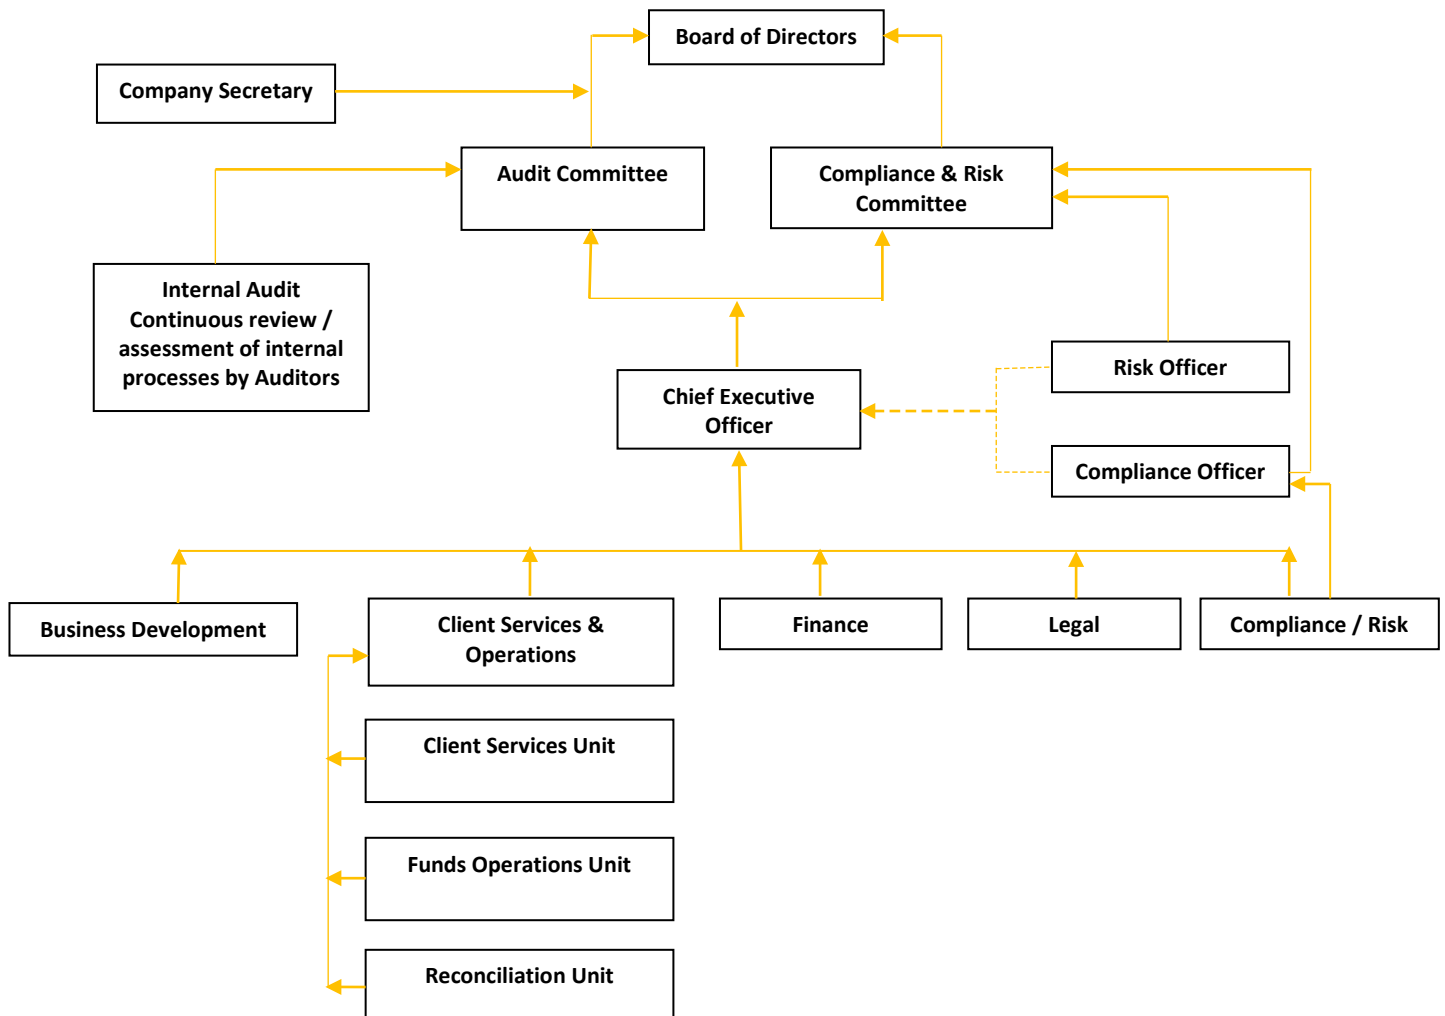 Board of Directors
Company Secretary
Audit Committee
Compliance & Risk
Committee
Internal Audit
Continuous review /
assessment of internal
processes by Auditors
Risk Officer
Chief Executive
Officer
Compliance Officer
Business Development
Client Services &
Operations
Finance
Legal
Compliance / Risk
Client Services Unit
Funds Operations Unit
Reconciliation Unit